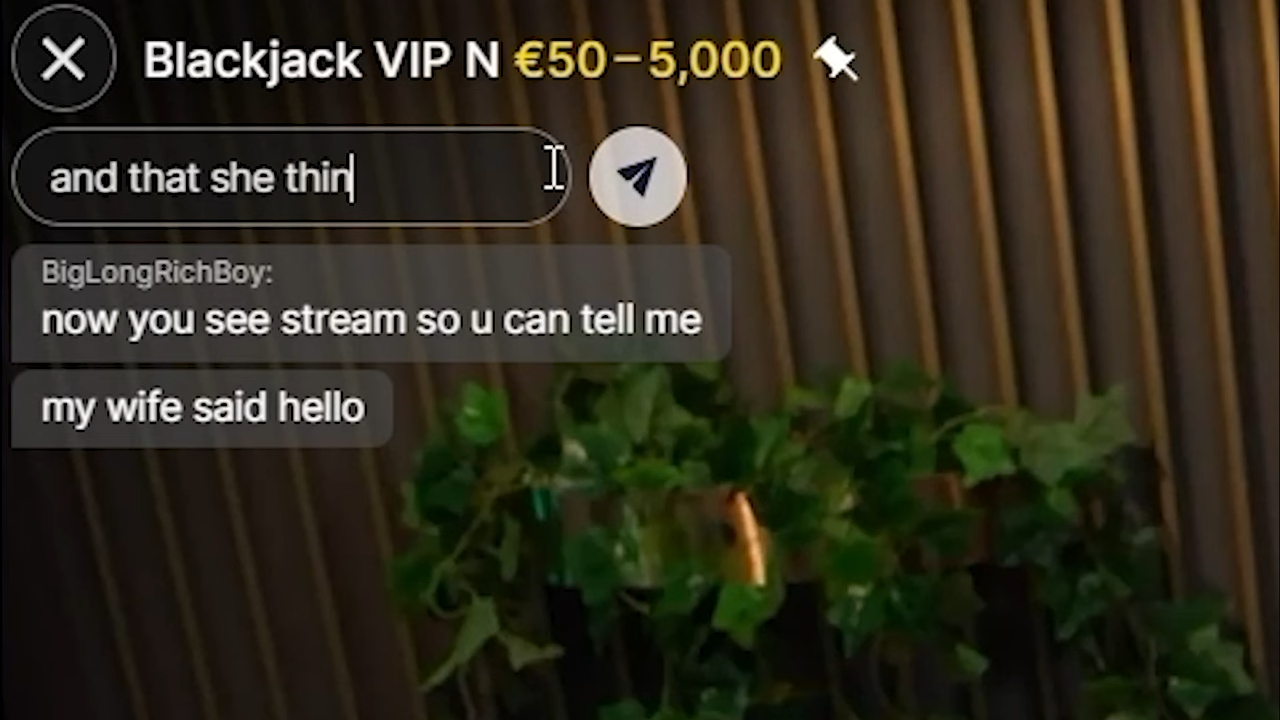 Blackjack VIP N €50–5,000
and that she thin
BigLongRichBoy:
now you see stream so u can tell me
my wife said hello